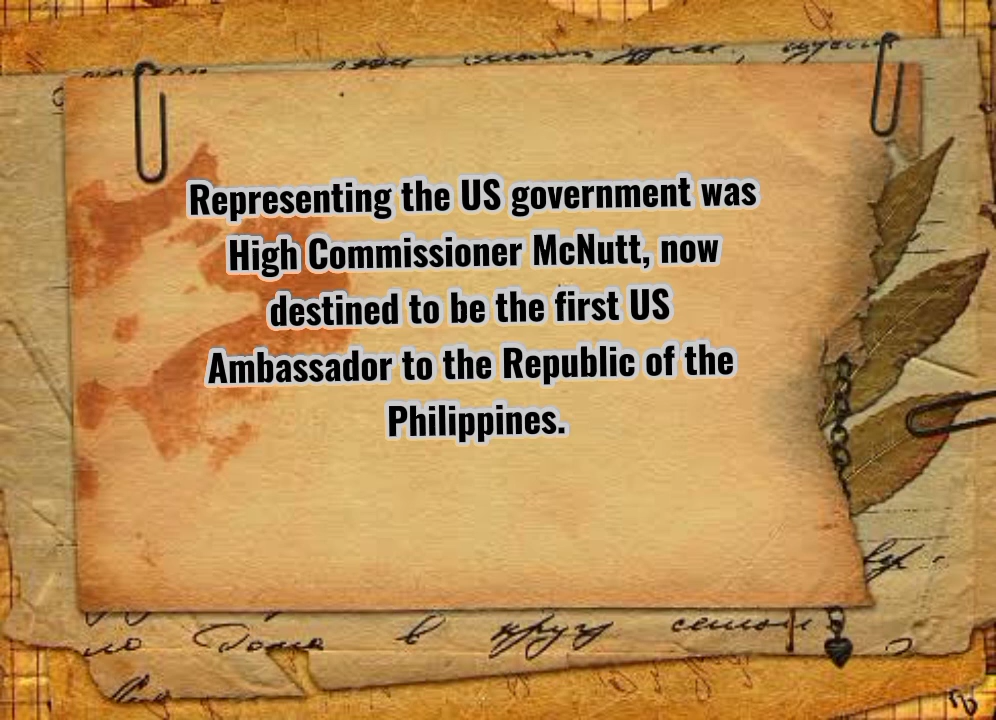 Representing the US government was
High Commissioner McNutt, now
destined to be the first US
Ambassador to the Republic of the
Philippines.